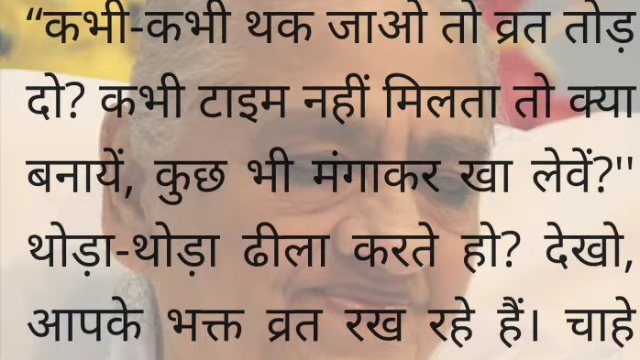 “कभी-कभी थक जाओ तो व्रत तोड़
दो? कभी टाइम नहीं मिलता तो क्या
बनायें, कुछ भी मंगाकर खा लेवें?''
थोड़ा-थोड़ा ढीला करते हो? देखो,
आपके भक्त व्रत रख रहे हैं। चाहे